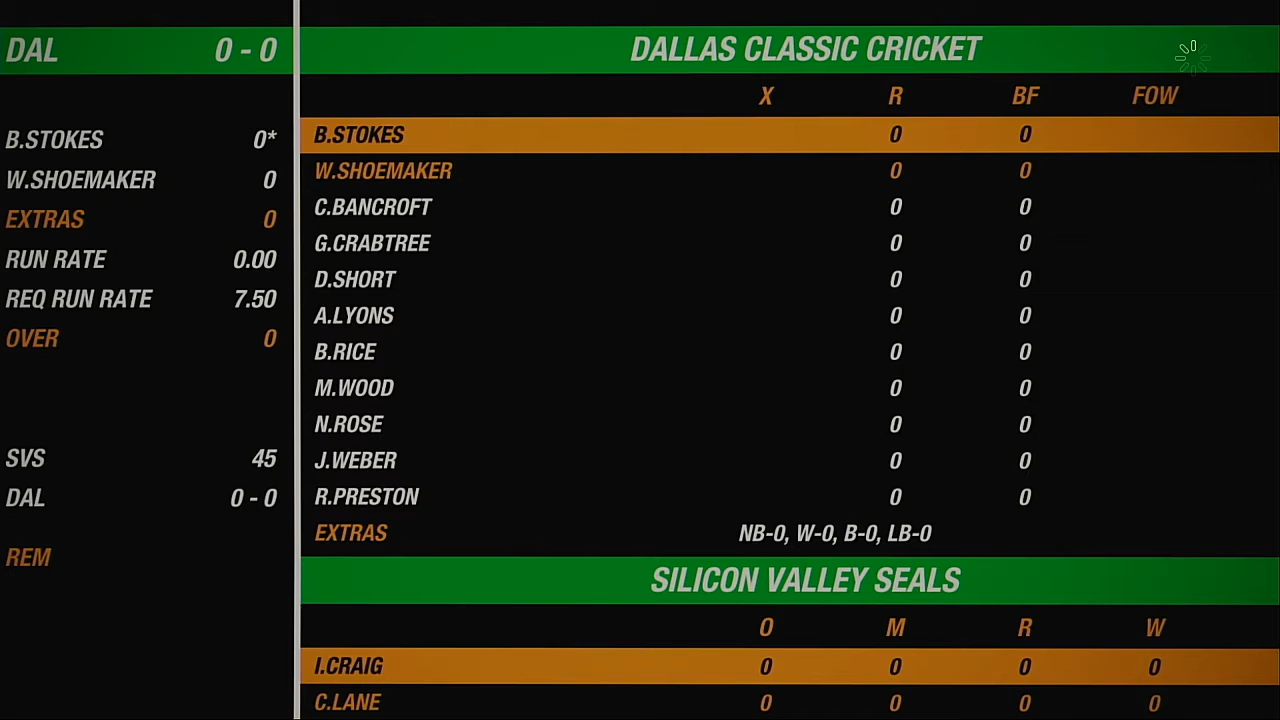 DAL 0 - 0
B.STOKES 0*
W.SHOEMAKER 0
EXTRAS 0
RUN RATE 0.00
REQ RUN RATE 7.50
OVER 0
SVS 45
DAL 0 - 0
REM
DALLAS CLASSIC CRICKET
X R BF FOW
B.STOKES 0 0
W.SHOEMAKER 0 0
C.BANCROFT 0 0
G.CRABTREE 0 0
D.SHORT 0 0
A.LYONS 0 0
B.RICE 0 0
M.WOOD 0 0
N.ROSE 0 0
J.WEBER 0 0
R.PRESTON 0 0
EXTRAS NB-0, W-0, B-0, LB-0
SILICON VALLEY SEALS
O M R W
I.CRAIG 0 0 0 0
C.LANE 0 0 0 0